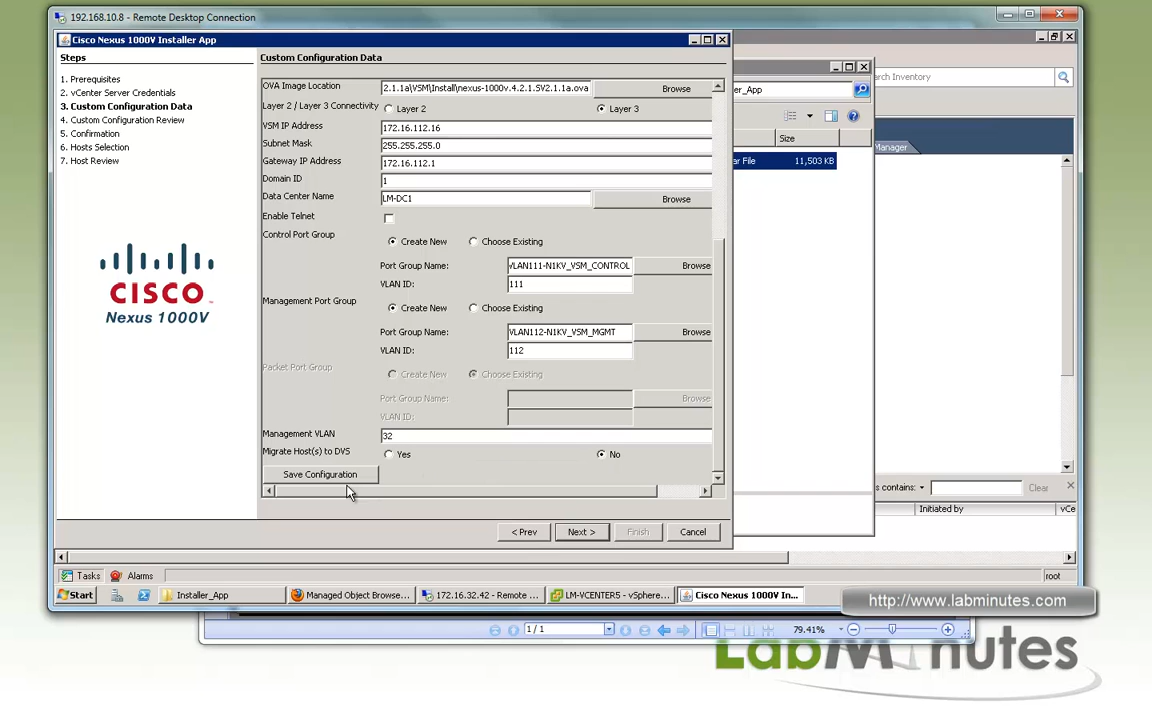 192.168.10.8 - Remote Desktop Connection
Cisco Nexus 1000V Installer App
Steps
1. Prerequisites
2. vCenter Server Credentials
3. Custom Configuration Data
4. Custom Configuration Review
5. Confirmation
6. Hosts Selection
7. Host Review
CISCO
Nexus 1000V
Custom Configuration Data
OVA Image Location
2.1.1a\VSM\Install\nexus-1000v.4.2.1.SV2.1.1a.ova
Browse
Layer 2 / Layer 3 Connectivity
Layer 2
Layer 3
VSM IP Address
172.16.112.16
Subnet Mask
255.255.255.0
Gateway IP Address
172.16.112.1
Domain ID
1
Data Center Name
LM-DC1
Browse
Enable Telnet
Control Port Group
Create New
Choose Existing
Port Group Name:
VLAN111-N1KV_VSM_CONTROL
Browse
VLAN ID:
111
Management Port Group
Create New
Choose Existing
Port Group Name:
VLAN112-N1KV_VSM_MGMT
Browse
VLAN ID:
112
Packet Port Group
Create New
Choose Existing
Port Group Name:
Browse
VLAN ID:
Management VLAN
32
Migrate Host(s) to DVS
Yes
No
Save Configuration
< Prev
Next >
Finish
Cancel
er_App
Size
ar File
11,503 KB
arch Inventory
Manager
s contains:
Clear
Initiated by
vCe
Tasks
Alarms
root
Start
Installer_App
Managed Object Browse...
172.16.32.42 - Remote ...
LM-VCENTER5 - vSphere...
Cisco Nexus 1000V In...
http://www.labminutes.com
1 / 1
79.41%
LabMinutes